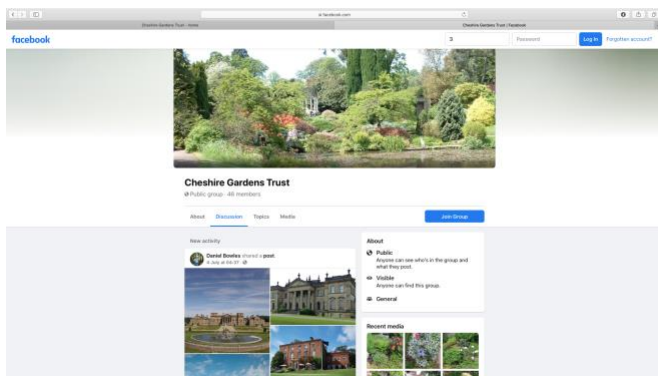 Cheshire Gardens Trust - Home
Cheshire Gardens Trust | Facebook
facebook
Password
Log In
Forgotten account?
Cheshire Gardens Trust
Public group · 48 members
About
Discussion
Topics
Media
Join Group
New activity
Daniel Bowles shared a post.
About
Public
Anyone can see who's in the group and
what they post.
Visible
Anyone can find this group.
General
Recent media